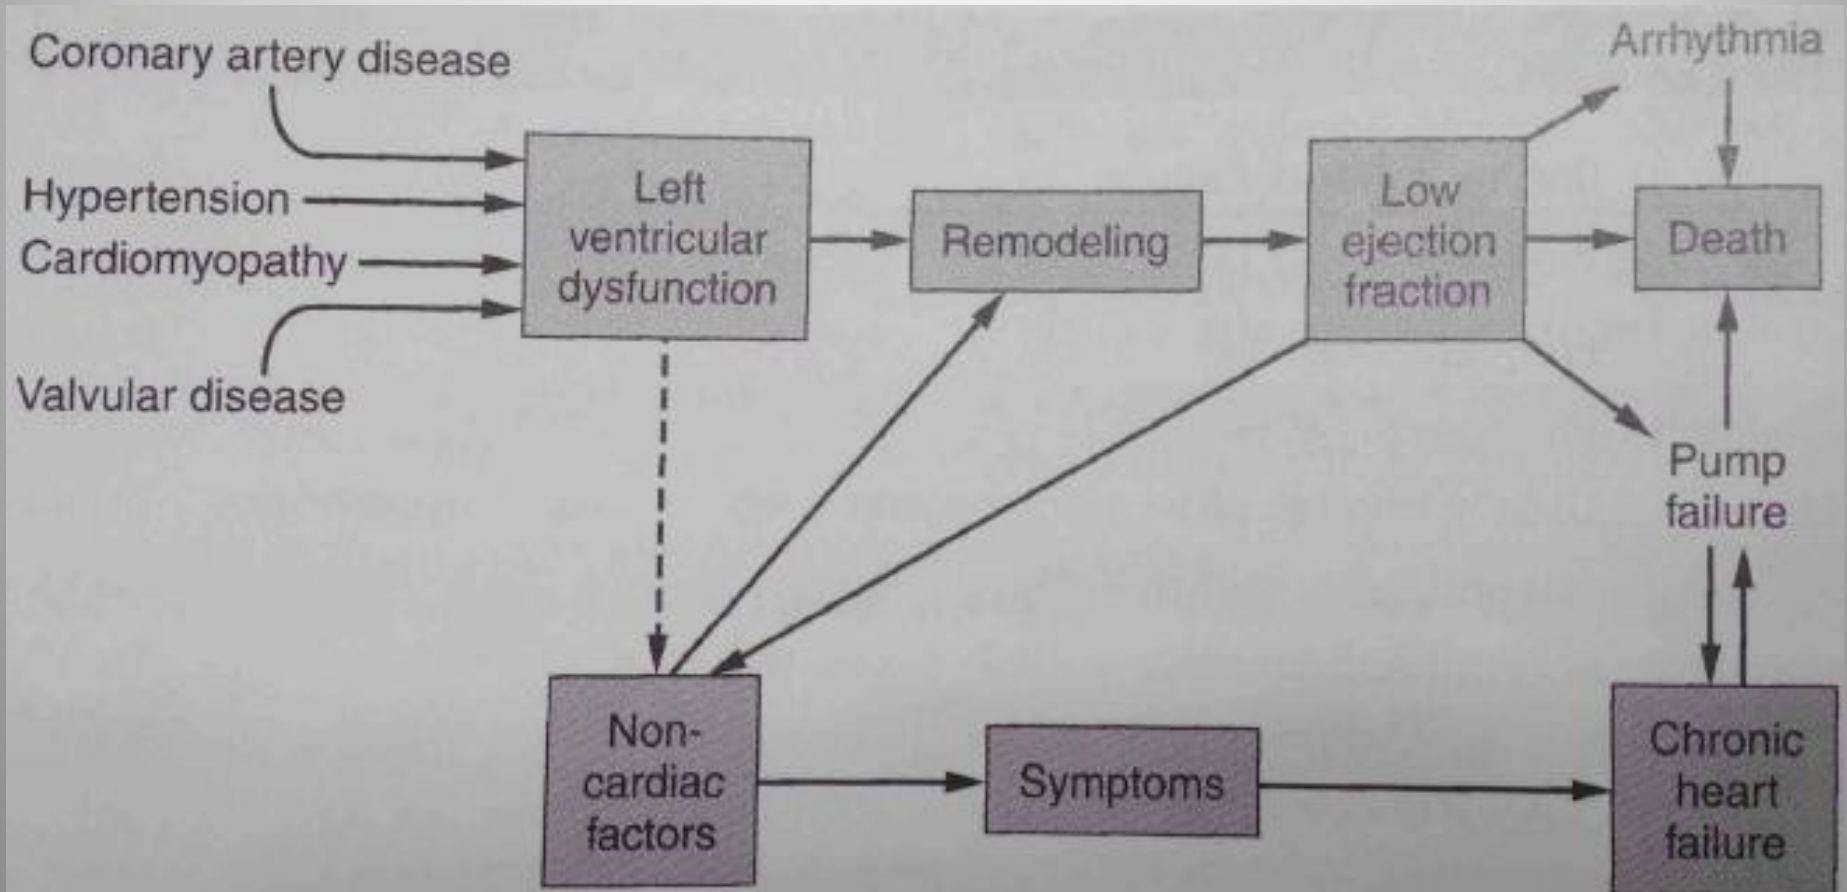 Coronary artery disease
Hypertension
Cardiomyopathy
Valvular disease
Left
ventricular
dysfunction
Remodeling
Low
ejection
fraction
Arrhythmia
Death
Pump
failure
Non-
cardiac
factors
Symptoms
Chronic
heart
failure